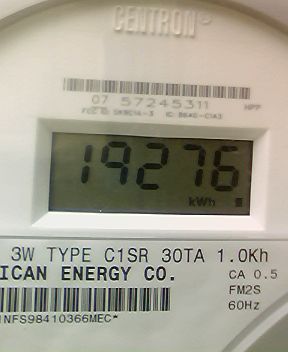 CENTRON
07 57245311
19276
kWh
3W TYPE C1SR 30TA 1.0Kh
ICAN ENERGY CO.
CA 0.5
FM2S
60Hz
1NFS98410366MEC*